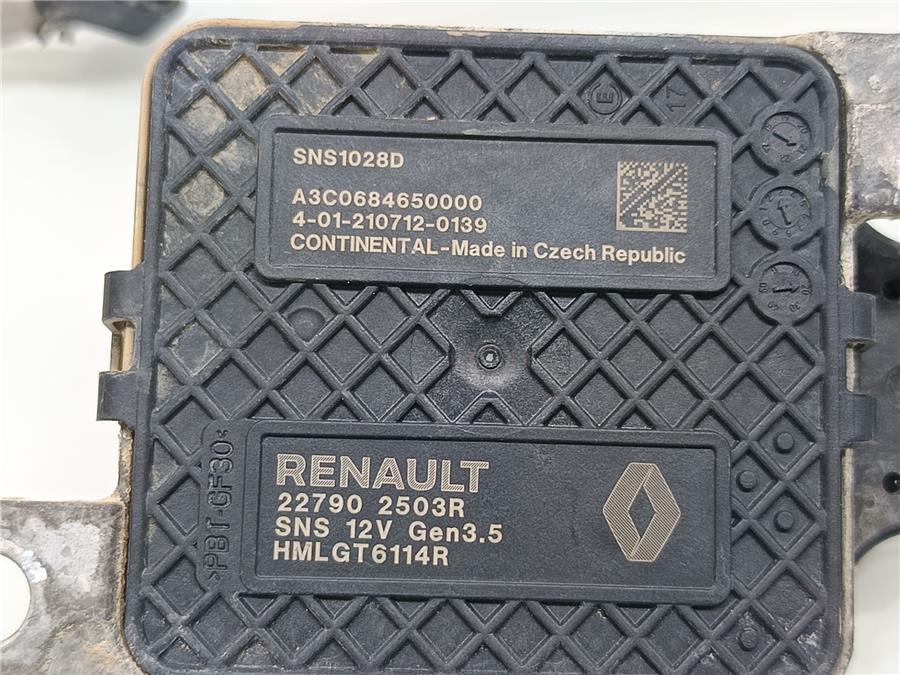 E
17
SNS1028D
A3C0684650000
4-01-210712-0139
CONTINENTAL-Made in Czech Republic
>PBT-GF30<
RENAULT
22790 2503R
SNS 12V Gen3.5
HMLGT6114R